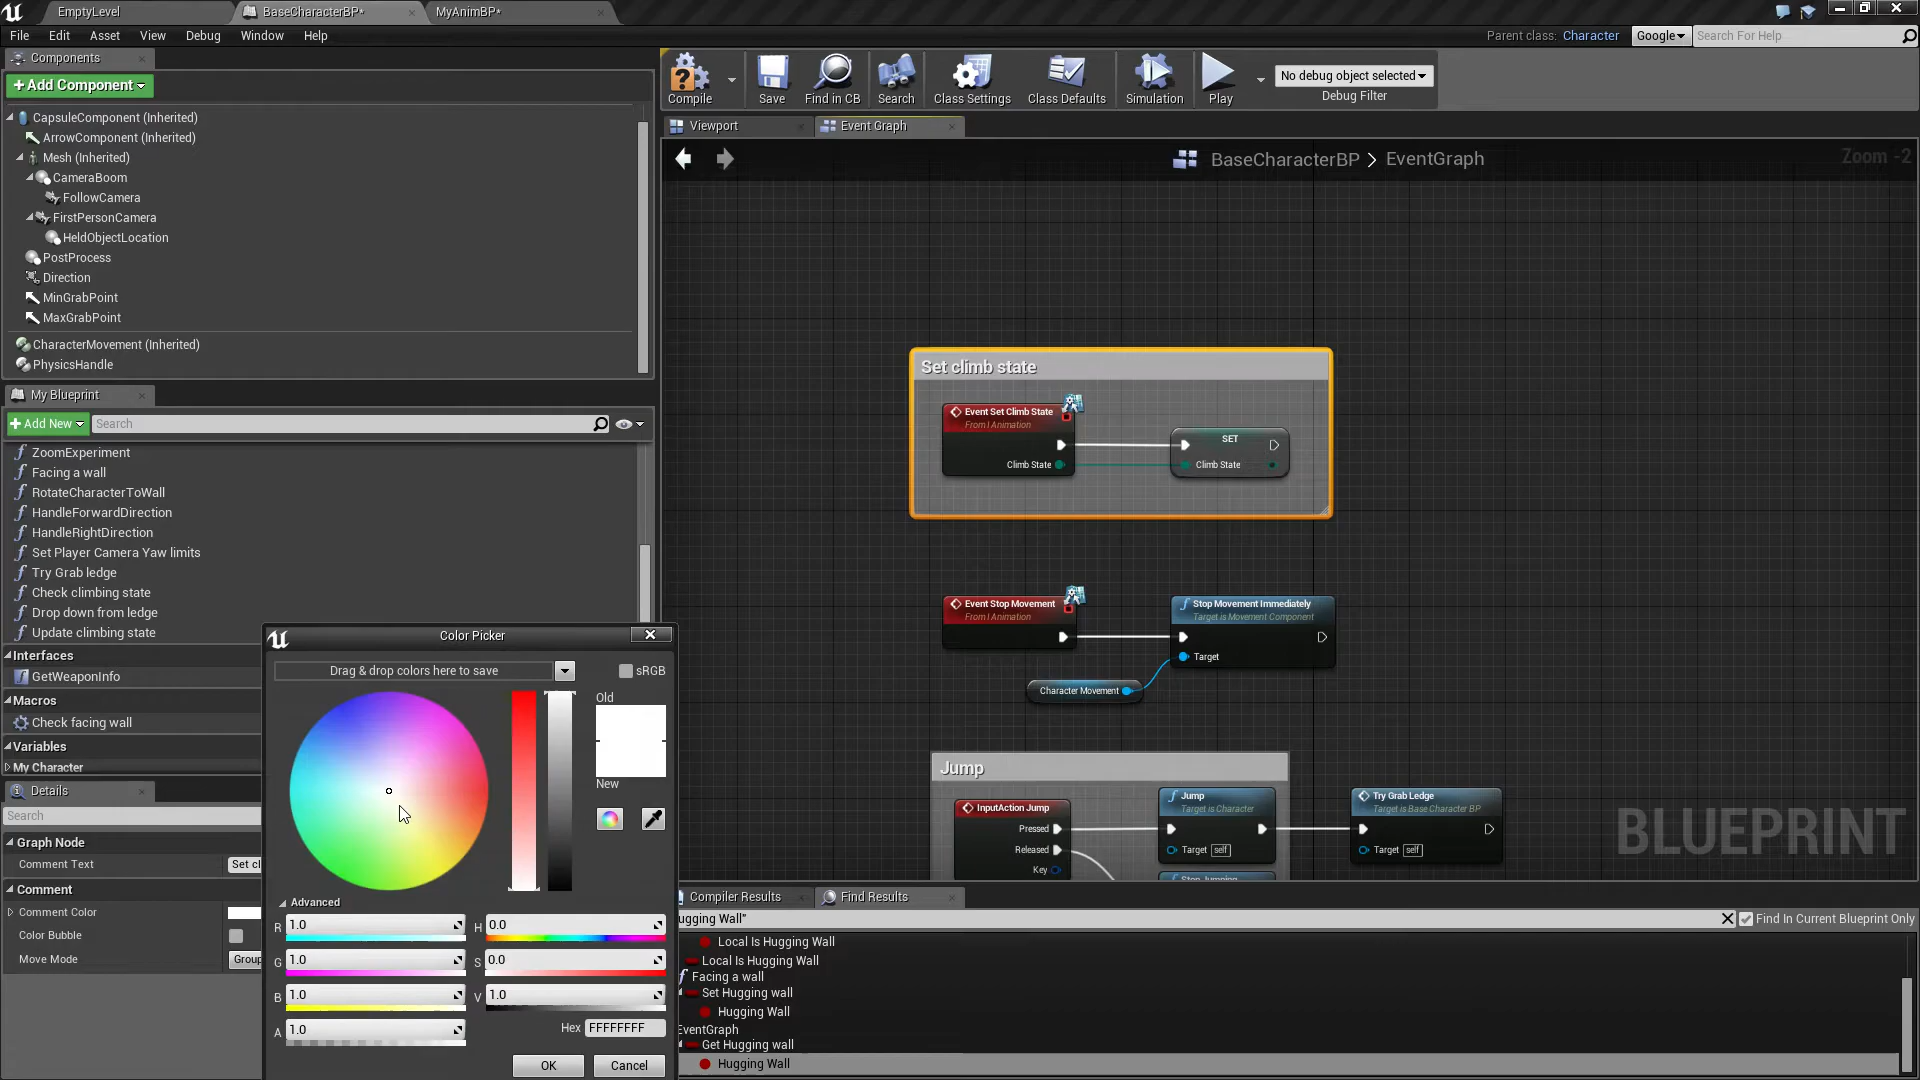 EmptyLevel
BaseCharacterBP*
MyAnimBP*
File Edit Asset View Debug Window Help
Parent class: Character
Google
Search For Help
Components
+Add Component
CapsuleComponent (Inherited)
ArrowComponent (Inherited)
Mesh (Inherited)
CameraBoom
FollowCamera
FirstPersonCamera
HeldObjectLocation
PostProcess
Direction
MinGrabPoint
MaxGrabPoint
CharacterMovement (Inherited)
PhysicsHandle
My Blueprint
+Add New
Search
ZoomExperiment
Facing a wall
RotateCharacterToWall
HandleForwardDirection
HandleRightDirection
Set Player Camera Yaw limits
Try Grab ledge
Check climbing state
Drop down from ledge
Update climbing state
Interfaces
GetWeaponInfo
Macros
Check facing wall
Variables
My Character
Details
Search
Graph Node
Comment Text
Set cl
Comment
Comment Color
Color Bubble
Move Mode
Group
Color Picker
Drag & drop colors here to save
sRGB
Old
New
Advanced
R 1.0
H 0.0
G 1.0
S 0.0
B 1.0
V 1.0
A 1.0
Hex FFFFFFFF
OK
Cancel
Compile
Save
Find in CB
Search
Class Settings
Class Defaults
Simulation
Play
No debug object selected
Debug Filter
Viewport
Event Graph
BaseCharacterBP > EventGraph
Zoom -2
Set climb state
Event Set Climb State
From I Animation
Climb State
SET
Climb State
Event Stop Movement
From I Animation
Stop Movement Immediately
Target is Movement Component
Target
Character Movement
Jump
InputAction Jump
Pressed
Released
Key
Jump
Target is Character
Target self
Stop Jumping
Try Grab Ledge
Target is Base Character BP
Target self
BLUEPRINT
Compiler Results
Find Results
ugging Wall"
Find In Current Blueprint Only
Local Is Hugging Wall
Local Is Hugging Wall
Facing a wall
Set Hugging wall
Hugging Wall
EventGraph
Get Hugging wall
Hugging Wall